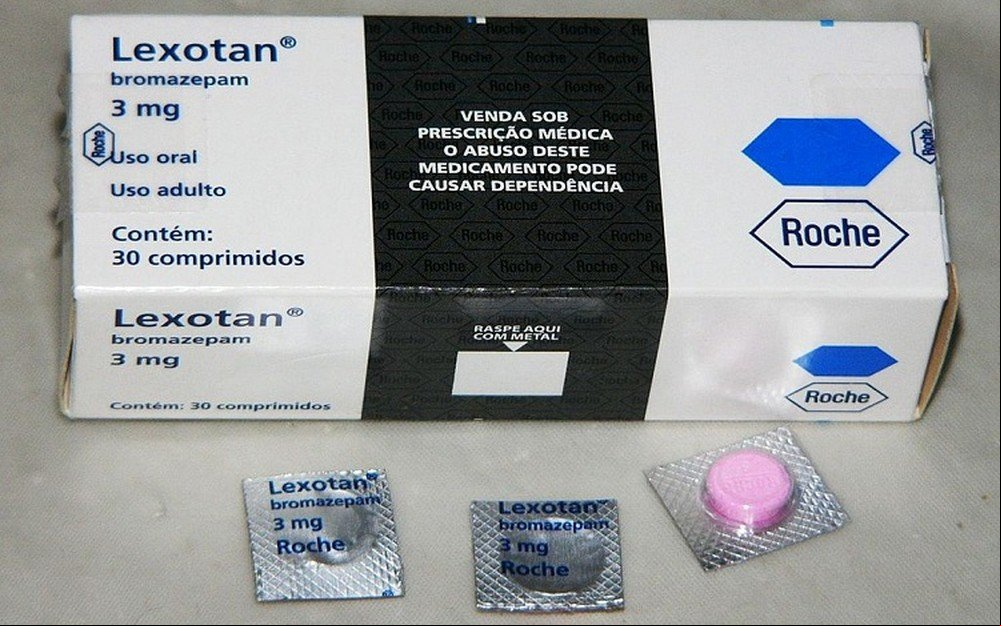 Lexotan®
bromazepam
3 mg
Roche
Uso oral
Uso adulto
Contém:
30 comprimidos
VENDA SOB
PRESCRIÇÃO MÉDICA
O ABUSO DESTE
MEDICAMENTO PODE
CAUSAR DEPENDÊNCIA
Roche
Roche
Lexotan®
bromazepam
3 mg
Contém: 30 comprimidos
RASPE AQUI
COM METAL
Roche
Lexotan®
bromazepam
3 mg
Roche
Lexotan®
bromazepam
3 mg
Roche